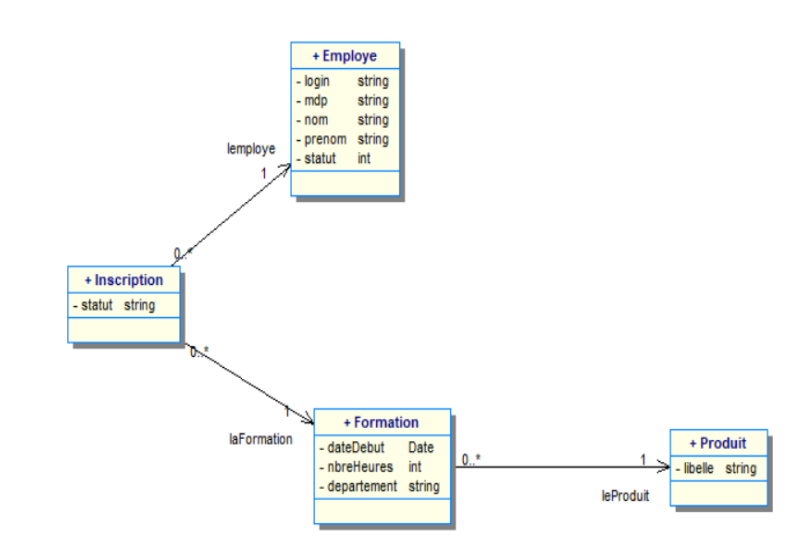 + Employe
- login string
- mdp string
- nom string
- prenom string
- statut int
lemploye
1
0..*
+ Inscription
- statut string
0..*
1
laFormation
+ Formation
- dateDebut Date
- nbreHeures int
- departement string
0..*
1
leProduit
+ Produit
- libelle string